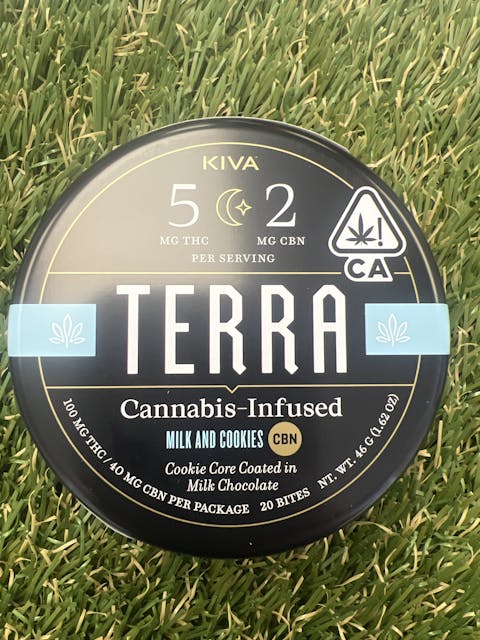 KIVA
5 2
MG THC MG CBN
PER SERVING
!
CA
TERRA
Cannabis-Infused
MILK AND COOKIES CBN
Cookie Core Coated in
Milk Chocolate
100 MG THC / 40 MG CBN PER PACKAGE 20 BITES NT. WT. 46 G (1.62 OZ)